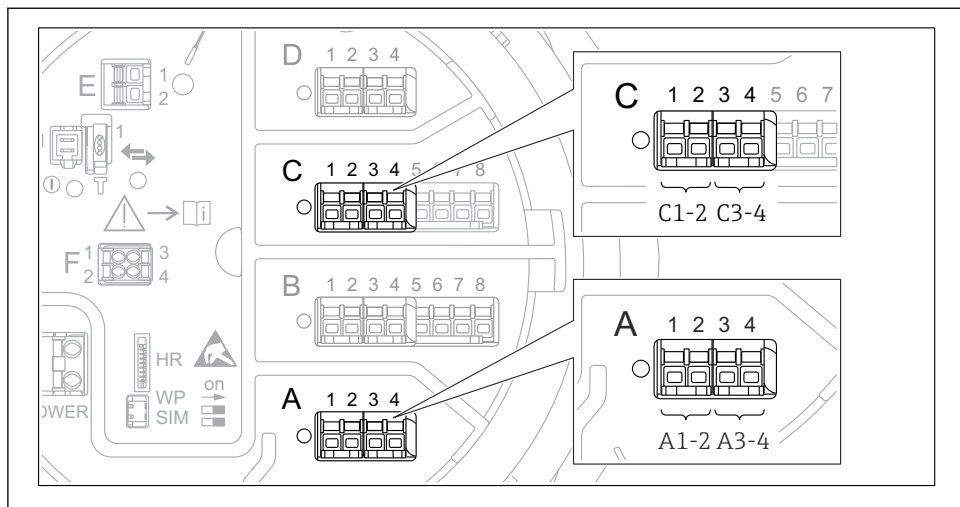 D 1 2 3 4
E 1
2
1
C 1 2 3 4 5 6 7 8
F 1 3
2 4
B 1 2 3 4 5 6 7 8
HR
WP on
SIM
OWER
A 1 2 3 4
C 1 2 3 4 5 6 7
C1-2 C3-4
A 1 2 3 4
A1-2 A3-4